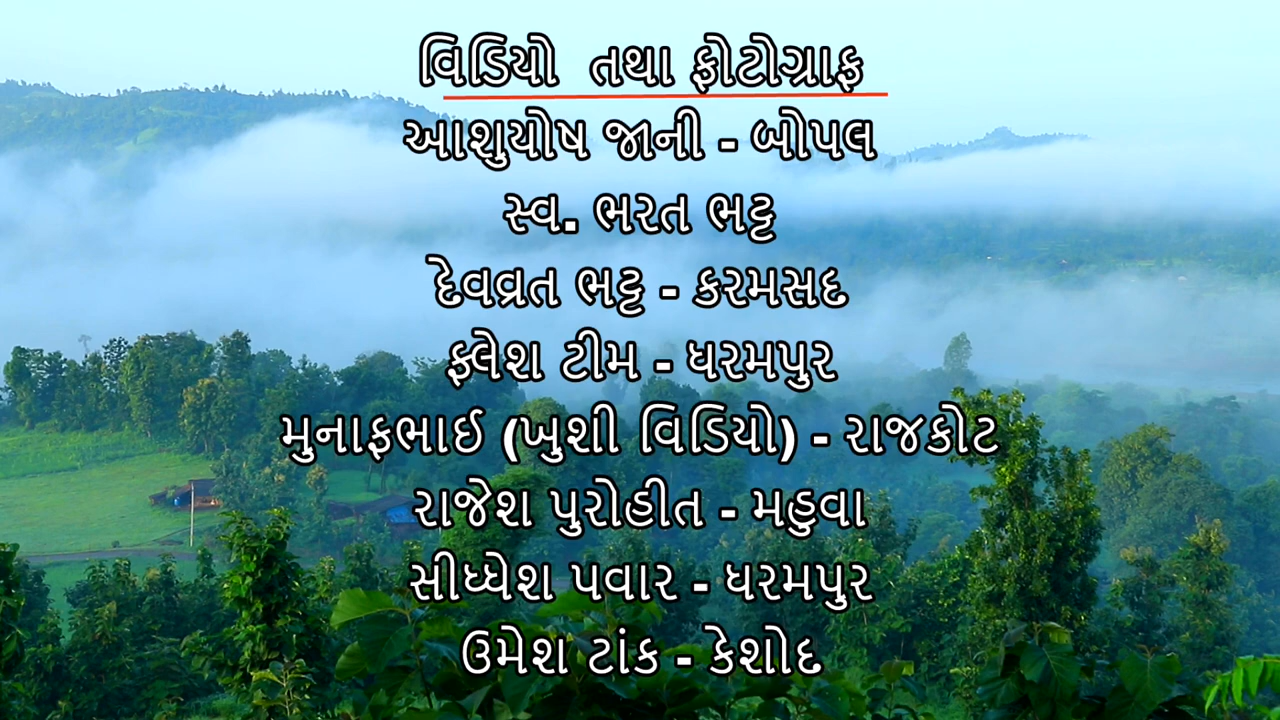 વિડિયો તથા ફોટોગ્રાફ
આશુયોષ જાની - બોપલ
સ્વ. ભરત ભટ્ટ
દેવવ્રત ભટ્ટ - કરમસદ
ફ્લેશ ટીમ - ધરમપુર
મુનાફભાઈ (ખુશી વિડિયો) - રાજકોટ
રાજેશ પુરોહીત - મહુવા
સીધ્ધેશ પવાર - ધરમપુર
ઉમેશ ટાંક - કેશોદ